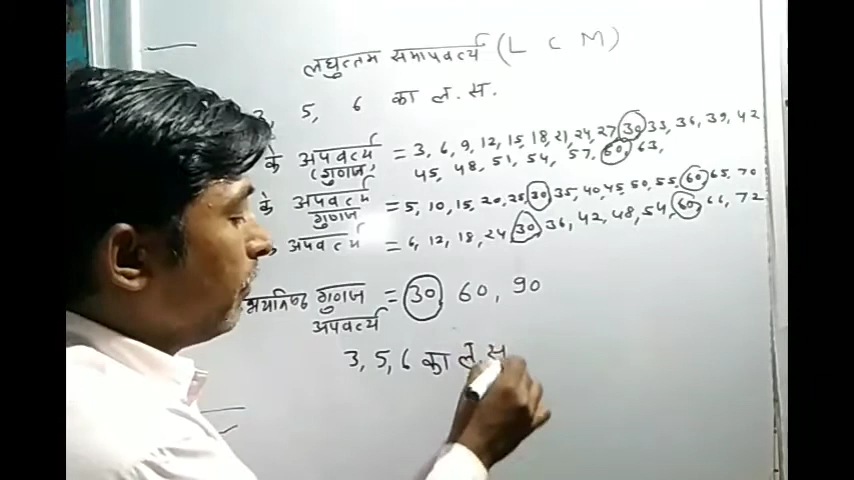 लघुत्तम समापवर्त्य (L C M)
3, 5, 6 का ल. स.
के अपवर्त्य = 3, 6, 9, 12, 15, 18, 21, 24, 27, 30, 33, 36, 39, 42
(गुणज) 45, 48, 51, 54, 57, 60, 63,
के अपवर्त्य
गुणज = 5, 10, 15, 20, 25, 30, 35, 40, 45, 50, 55, 60, 65, 70
अपवर्त्य = 6, 12, 18, 24, 30, 36, 42, 48, 54, 60, 66, 72
गुणज = 30, 60, 90
अपवर्त्य
3, 5, 6 का ल. स